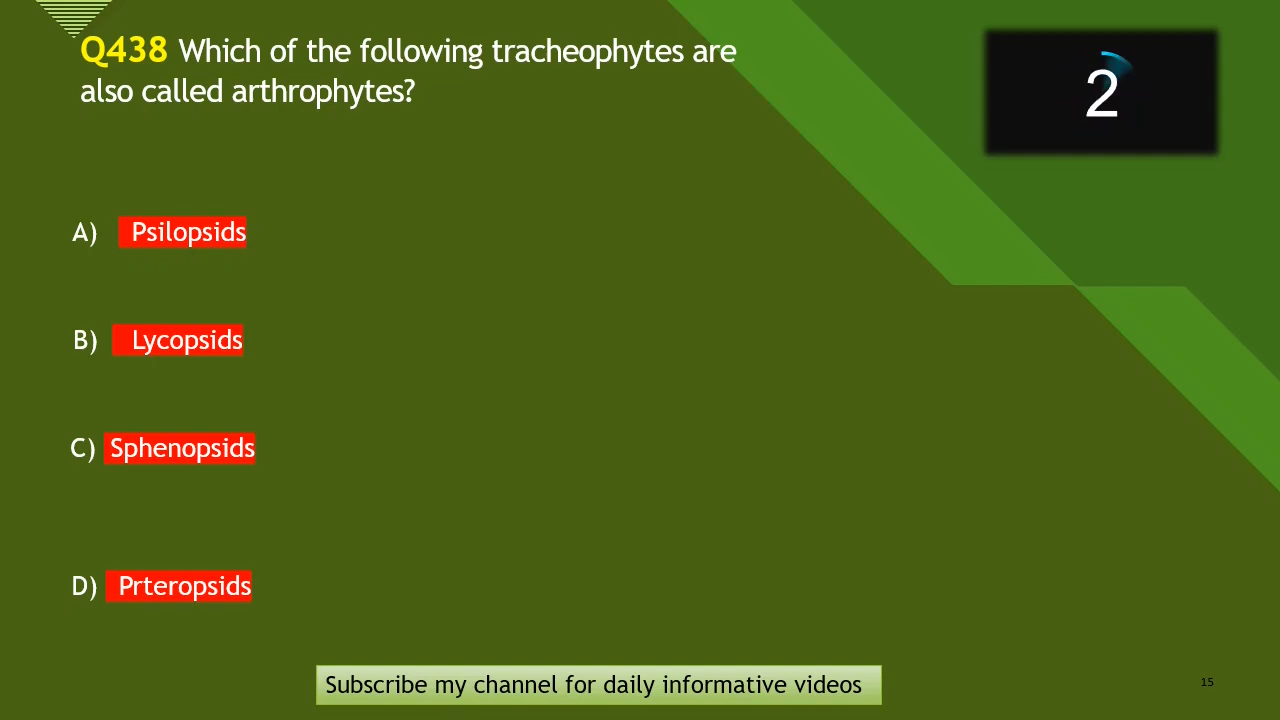 Q438 Which of the following tracheophytes are
also called arthrophytes?
2
A) Psilopsids
B) Lycopsids
C) Sphenopsids
D) Prteropsids
Subscribe my channel for daily informative videos
15